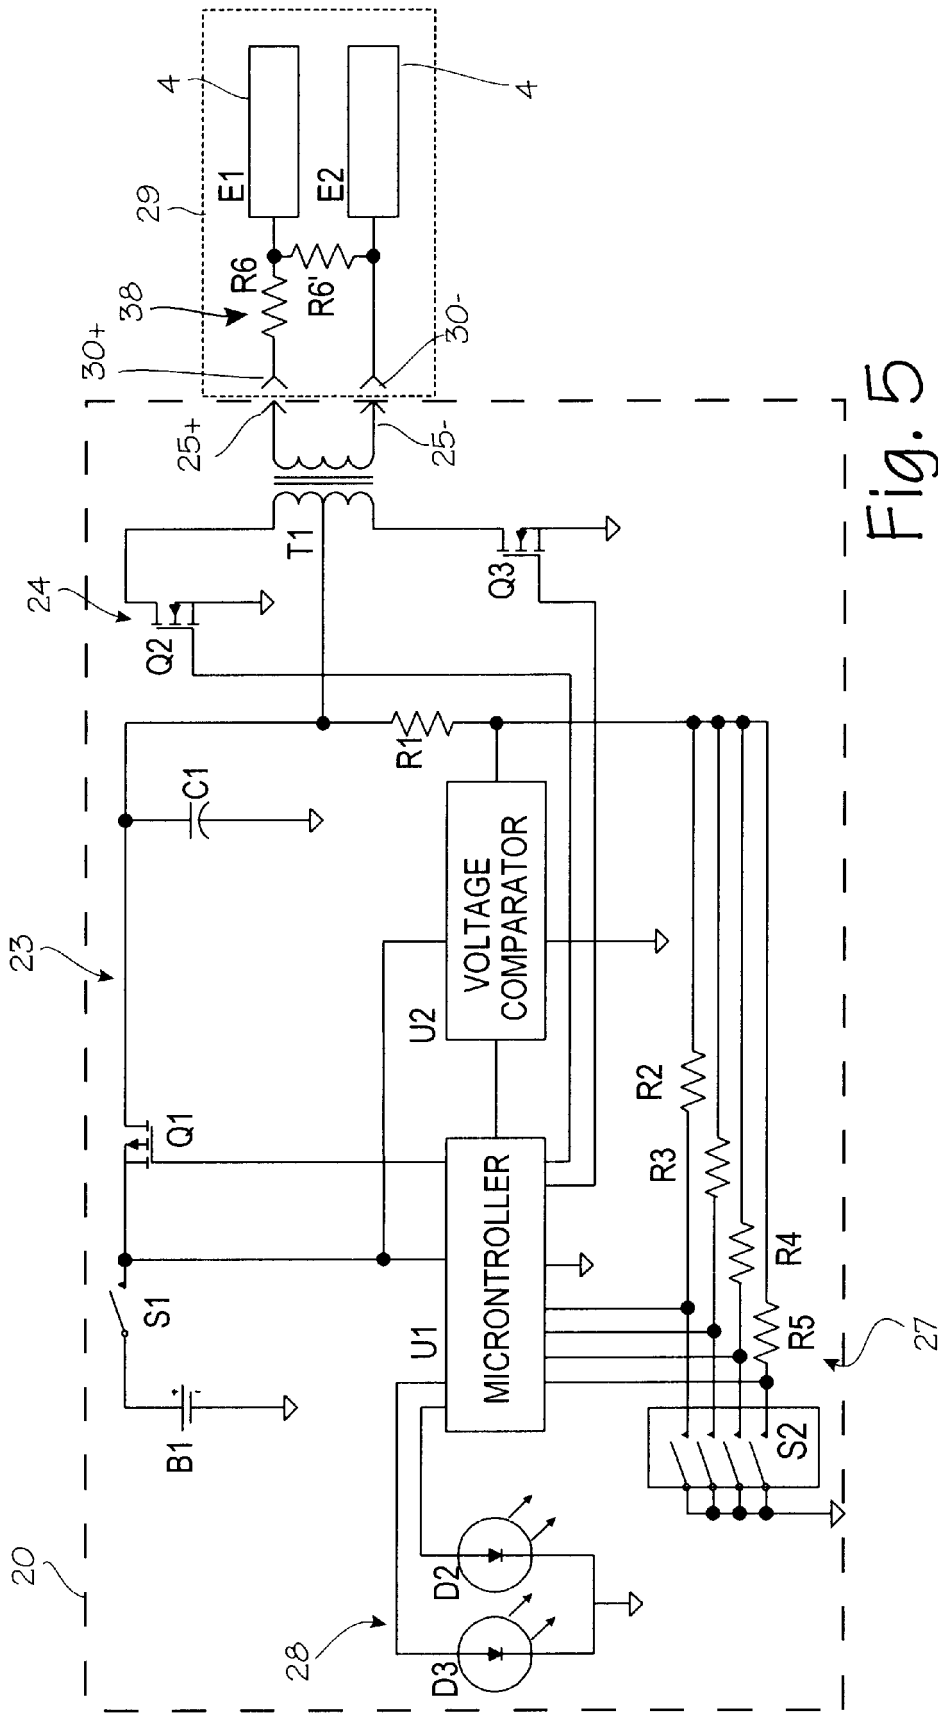 4
4
E1
E2
29
R6
R6'
38
30+
30-
25+
25-
T1
24
Q2
Q3
Fig. 5
R1
C1
23
U2
VOLTAGE
COMPARATOR
Q1
R2
R3
R4
R5
27
S1
U1
MICRONTROLLER
B1
+
-
S2
20
D2
D3
28